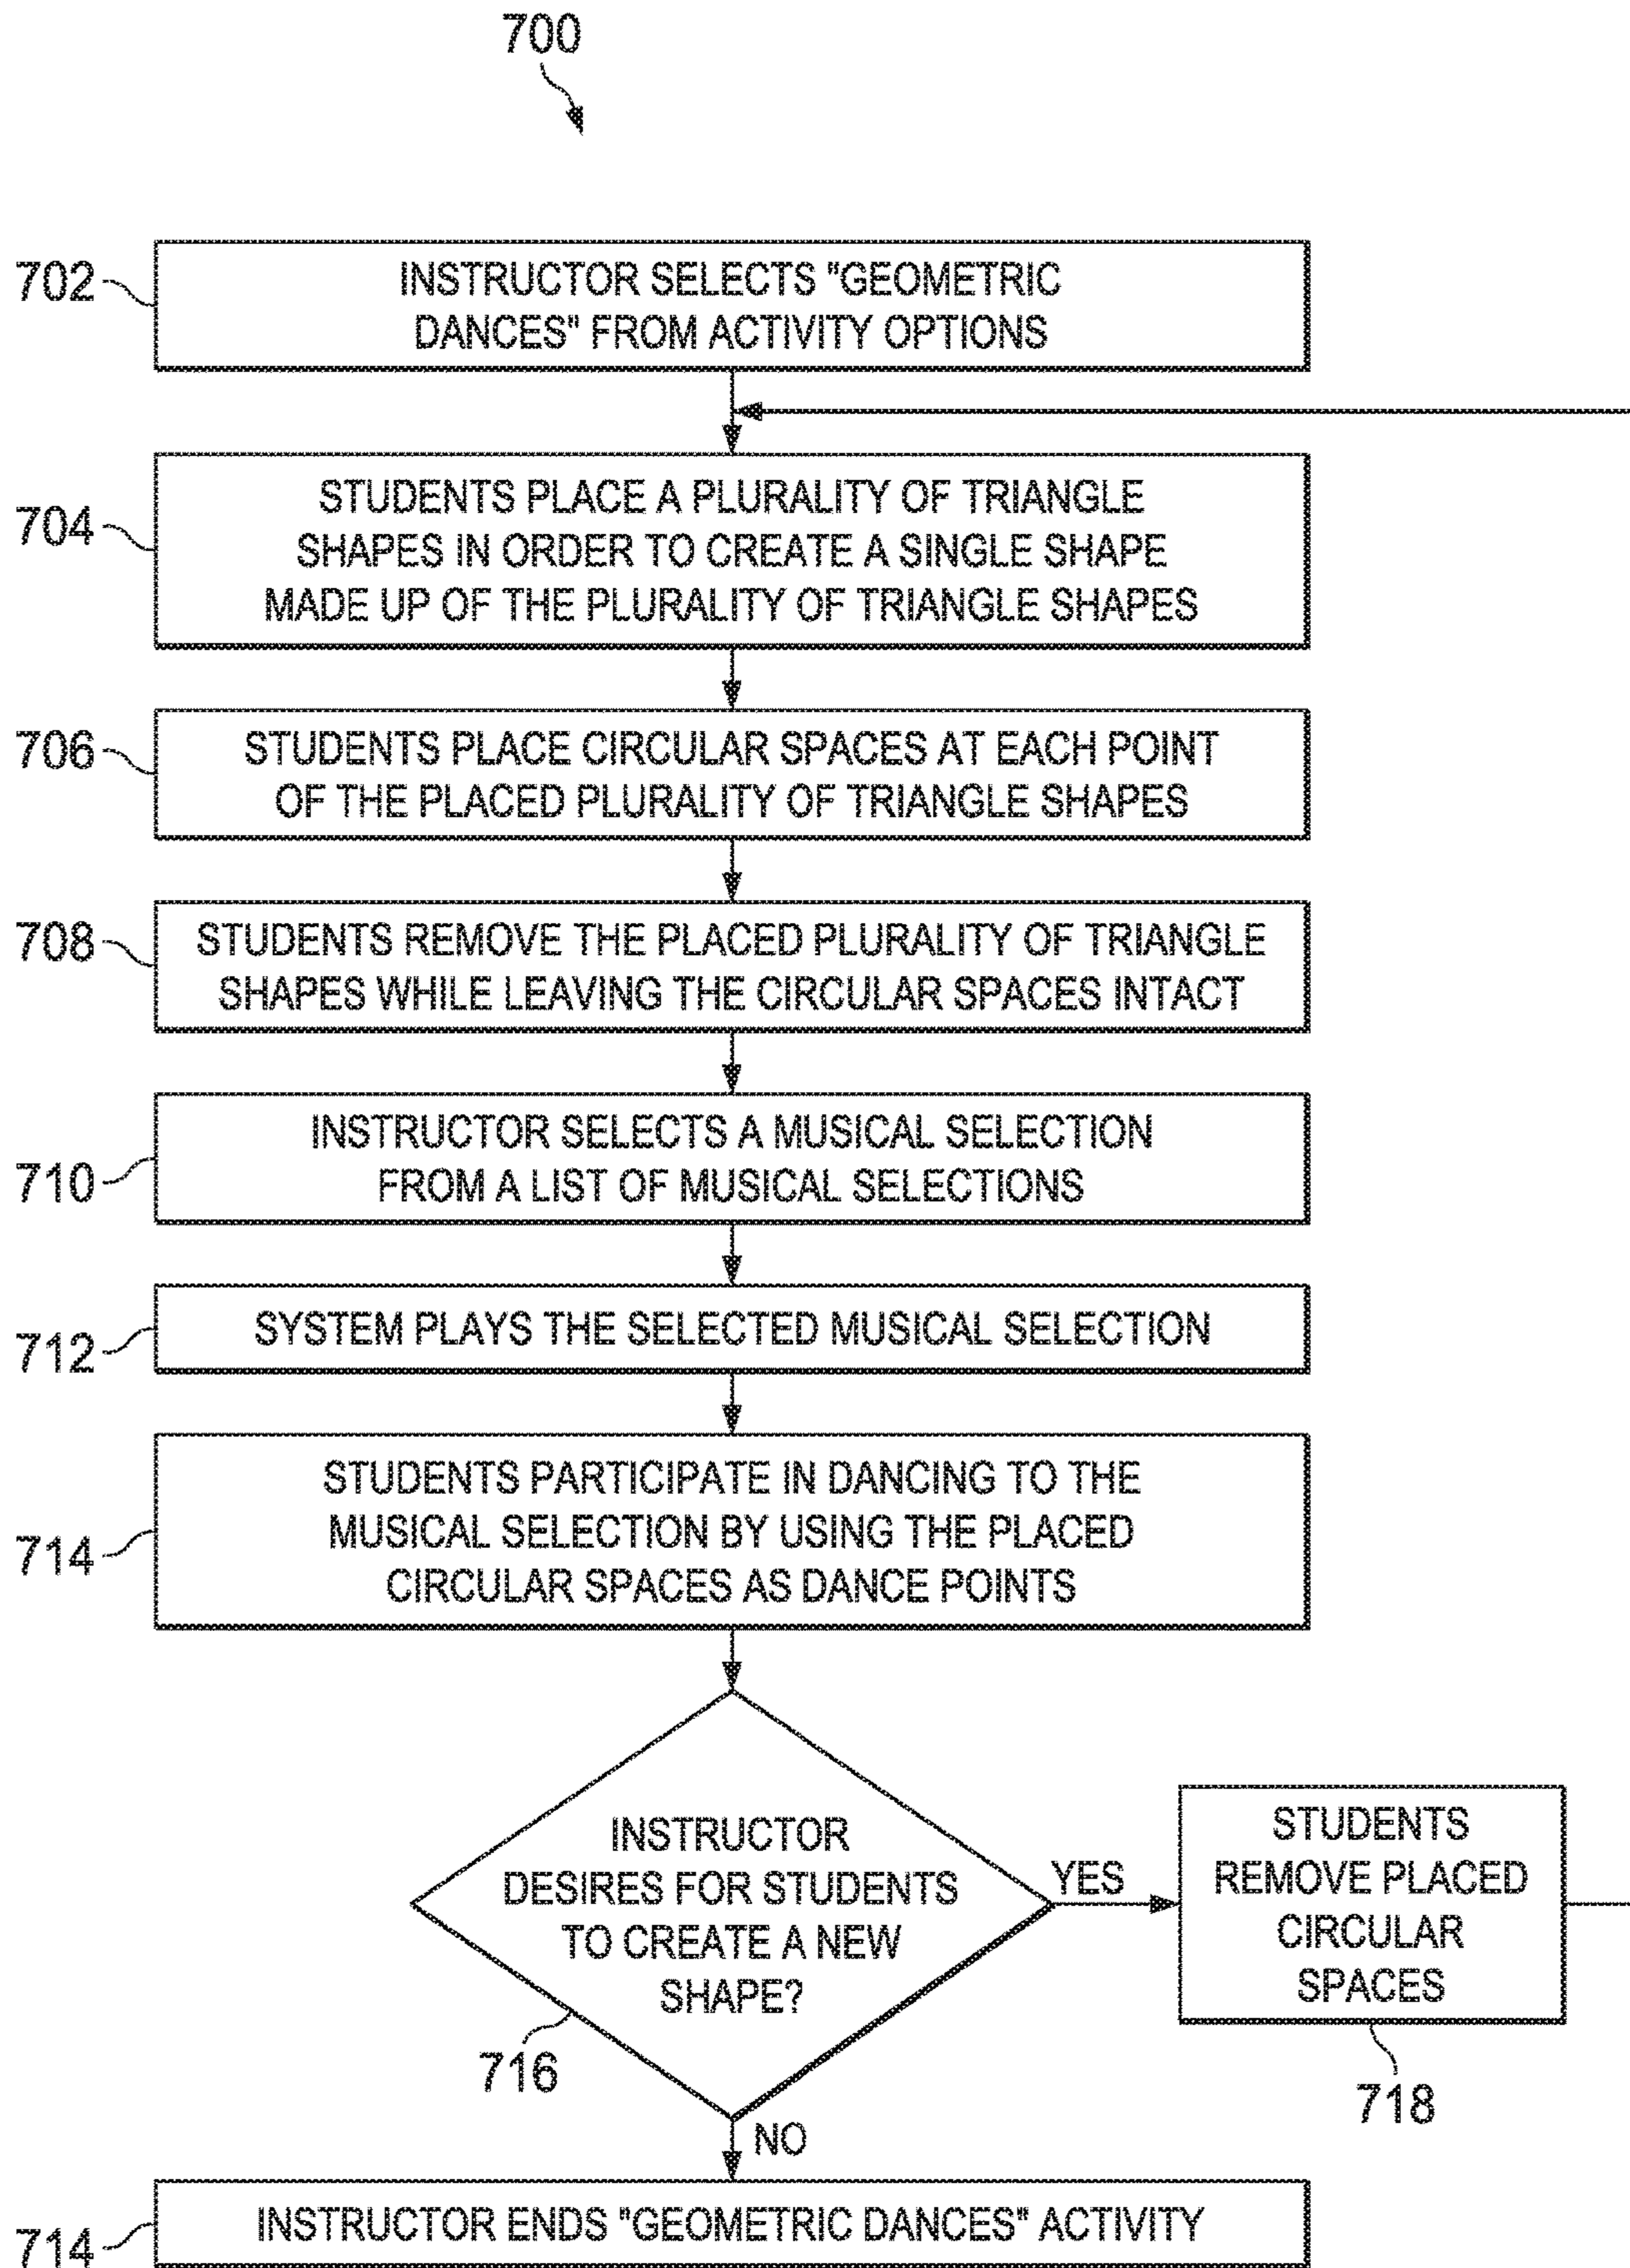 700
702
INSTRUCTOR SELECTS "GEOMETRIC
DANCES" FROM ACTIVITY OPTIONS
704
STUDENTS PLACE A PLURALITY OF TRIANGLE
SHAPES IN ORDER TO CREATE A SINGLE SHAPE
MADE UP OF THE PLURALITY OF TRIANGLE SHAPES
706
STUDENTS PLACE CIRCULAR SPACES AT EACH POINT
OF THE PLACED PLURALITY OF TRIANGLE SHAPES
708
STUDENTS REMOVE THE PLACED PLURALITY OF TRIANGLE
SHAPES WHILE LEAVING THE CIRCULAR SPACES INTACT
710
INSTRUCTOR SELECTS A MUSICAL SELECTION
FROM A LIST OF MUSICAL SELECTIONS
712
SYSTEM PLAYS THE SELECTED MUSICAL SELECTION
714
STUDENTS PARTICIPATE IN DANCING TO THE
MUSICAL SELECTION BY USING THE PLACED
CIRCULAR SPACES AS DANCE POINTS
INSTRUCTOR
DESIRES FOR STUDENTS
TO CREATE A NEW
SHAPE?
716
YES
STUDENTS
REMOVE PLACED
CIRCULAR
SPACES
718
NO
714
INSTRUCTOR ENDS "GEOMETRIC DANCES" ACTIVITY